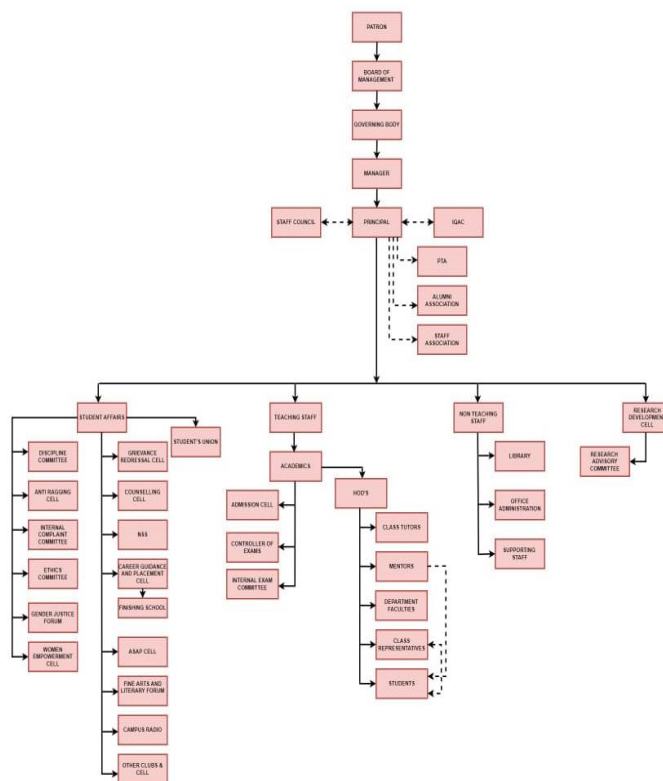 PATRON
BOARD OF
MANAGEMENT
GOVERNING BODY
MANAGER
STAFF COUNCIL
PRINCIPAL
IQAC
PTA
ALUMNI
ASSOCIATION
STAFF
ASSOCIATION
STUDENT AFFAIRS
TEACHING STAFF
NON TEACHING
STAFF
RESEARCH
DEVELOPMENT
CELL
STUDENT'S UNION
DISCIPLINE
COMMITTEE
ANTI RAGGING
CELL
INTERNAL
COMPLAINT
COMMITTEE
ETHICS
COMMITTEE
GENDER JUSTICE
FORUM
WOMEN
EMPOWERMENT
CELL
GRIEVANCE
REDRESSAL CELL
COUNSELLING
CELL
NSS
CAREER GUIDANCE
AND PLACEMENT
CELL
FINISHING SCHOOL
ASAP CELL
FINE ARTS AND
LITERARY FORUM
CAMPUS RADIO
OTHER CLUBS &
CELL
ACADEMICS
ADMISSION CELL
CONTROLLER OF
EXAMS
INTERNAL EXAM
COMMITTEE
HOD'S
CLASS TUTORS
MENTORS
DEPARTMENT
FACULTIES
CLASS
REPRESENTATIVES
STUDENTS
LIBRARY
OFFICE
ADMINISTRATION
SUPPORTING
STAFF
RESEARCH
ADVISORY
COMMITTEE